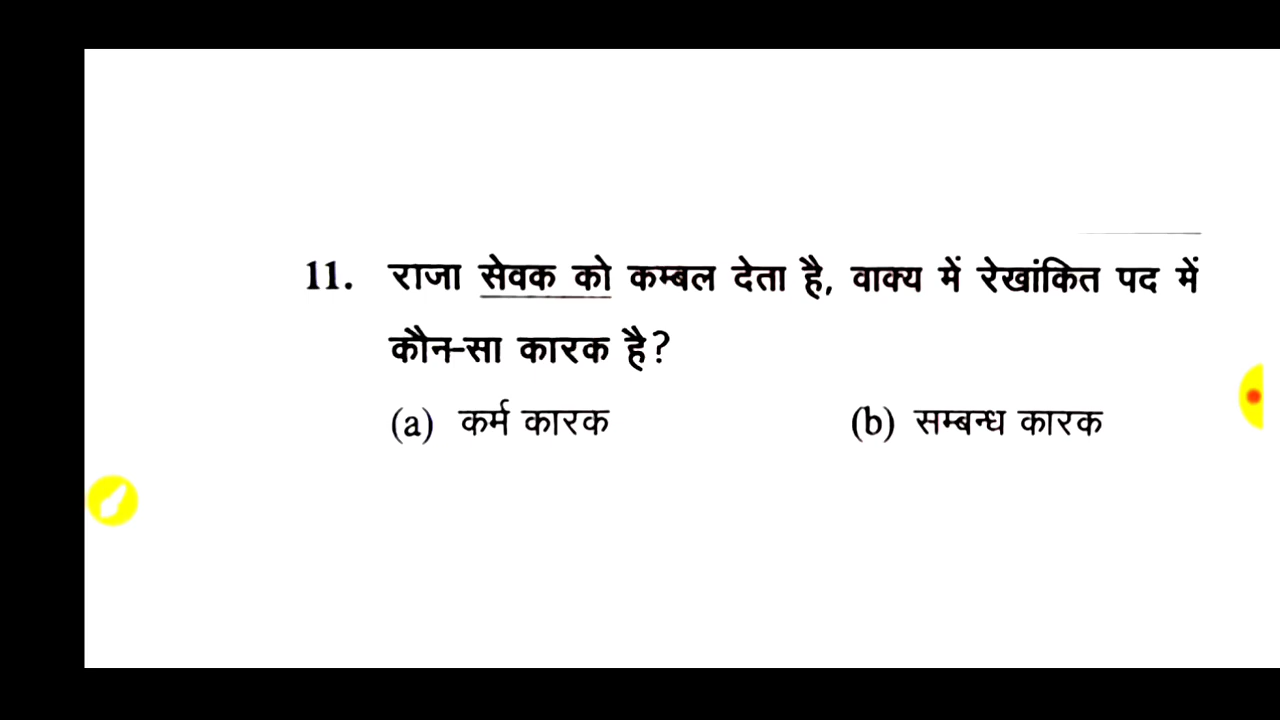 11. राजा सेवक को कम्बल देता है, वाक्य में रेखांकित पद में
कौन-सा कारक है?
(a) कर्म कारक (b) सम्बन्ध कारक